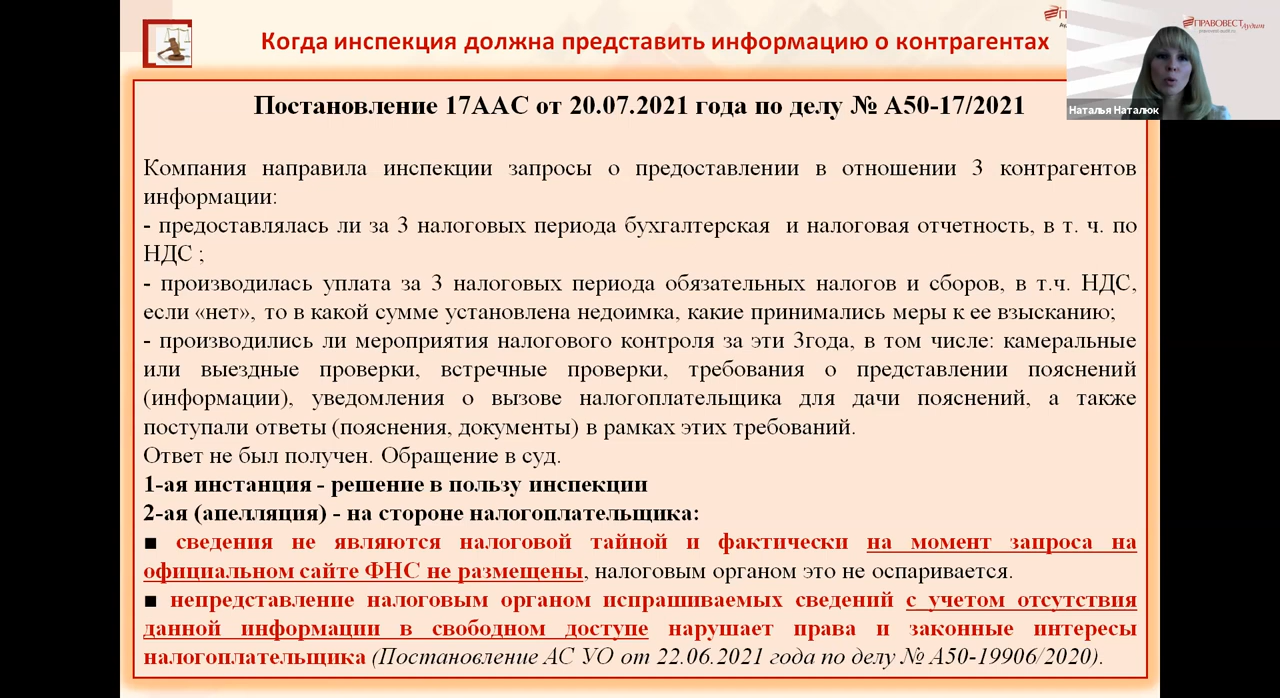 Когда инспекция должна представить информацию о контрагентах
ПРАВОВЕСТ Аудит
Наталья Наталюк
Постановление 17ААС от 20.07.2021 года по делу № А50-17/2021
Компания направила инспекции запросы о предоставлении в отношении 3 контрагентов
информации:
- предоставлялась ли за 3 налоговых периода бухгалтерская и налоговая отчетность, в т. ч. по
НДС ;
- производилась уплата за 3 налоговых периода обязательных налогов и сборов, в т.ч. НДС,
если «нет», то в какой сумме установлена недоимка, какие принимались меры к ее взысканию;
- производились ли мероприятия налогового контроля за эти 3года, в том числе: камеральные
или выездные проверки, встречные проверки, требования о представлении пояснений
(информации), уведомления о вызове налогоплательщика для дачи пояснений, а также
поступали ответы (пояснения, документы) в рамках этих требований.
Ответ не был получен. Обращение в суд.
1-ая инстанция - решение в пользу инспекции
2-ая (апелляция) - на стороне налогоплательщика:
■ сведения не являются налоговой тайной и фактически на момент запроса на
официальном сайте ФНС не размещены, налоговым органом это не оспаривается.
■ непредставление налоговым органом испрашиваемых сведений с учетом отсутствия
данной информации в свободном доступе нарушает права и законные интересы
налогоплательщика (Постановление АС УО от 22.06.2021 года по делу № А50-19906/2020).